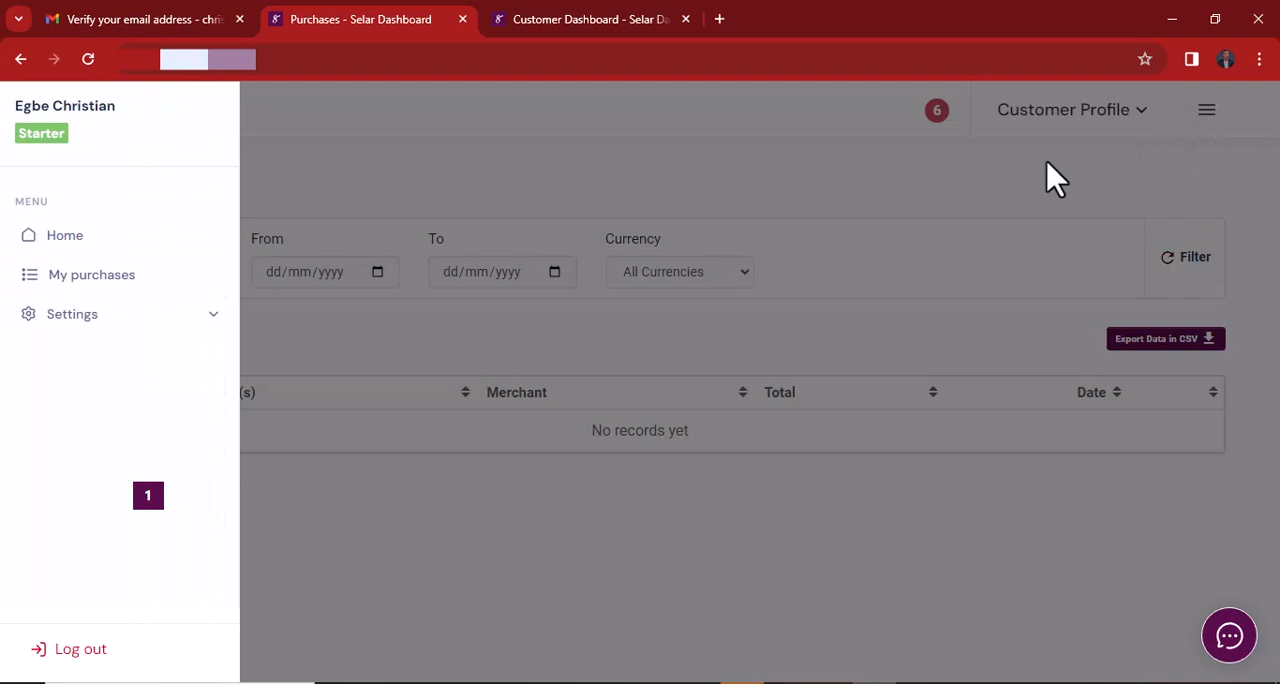 Verify your email address - chris
Purchases - Selar Dashboard
Customer Dashboard - Selar Da
Egbe Christian
Starter
6
Customer Profile
MENU
Home
My purchases
Settings
From
To
Currency
dd/mm/yyyy
dd/mm/yyyy
All Currencies
Filter
Export Data in CSV
(s)
Merchant
Total
Date
No records yet
1
Log out